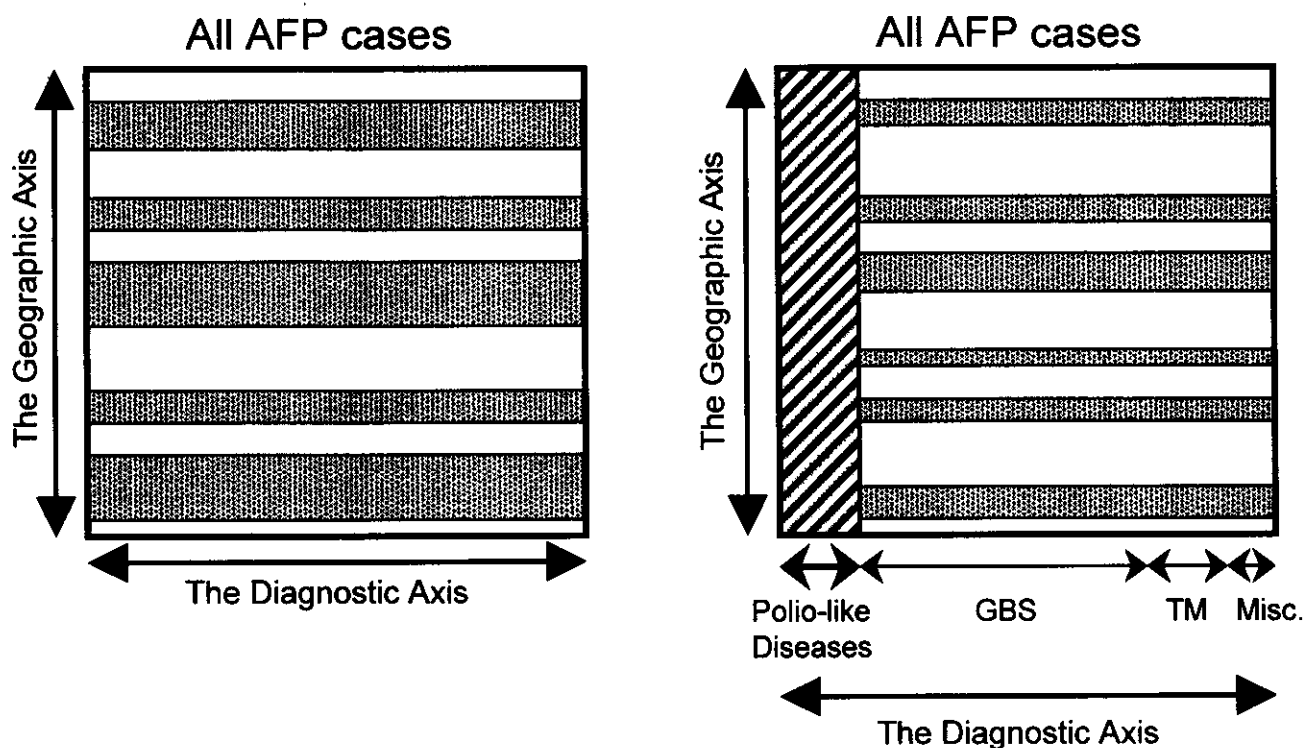 All AFP cases
The Geographic Axis
The Diagnostic Axis
All AFP cases
The Geographic Axis
Polio-like
Diseases
GBS
TM
Misc.
The Diagnostic Axis